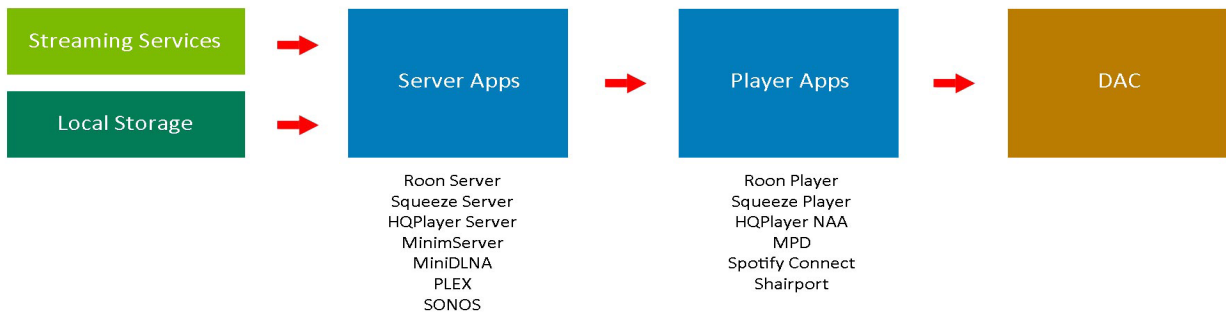 Streaming Services
Local Storage
Server Apps
Roon Server
Squeeze Server
HQPlayer Server
MinimServer
MiniDLNA
PLEX
SONOS
Player Apps
Roon Player
Squeeze Player
HQPlayer NAA
MPD
Spotify Connect
Shairport
DAC